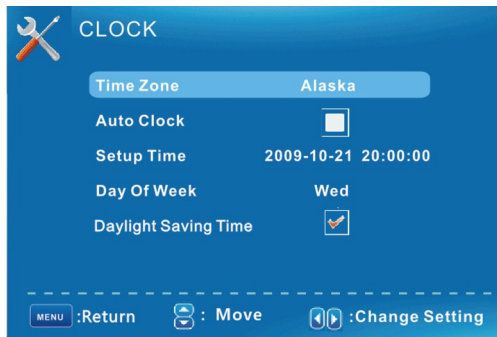 CLOCK
Time Zone Alaska
Auto Clock
Setup Time 2009-10-21 20:00:00
Day Of Week Wed
Daylight Saving Time
MENU :Return : Move :Change Setting